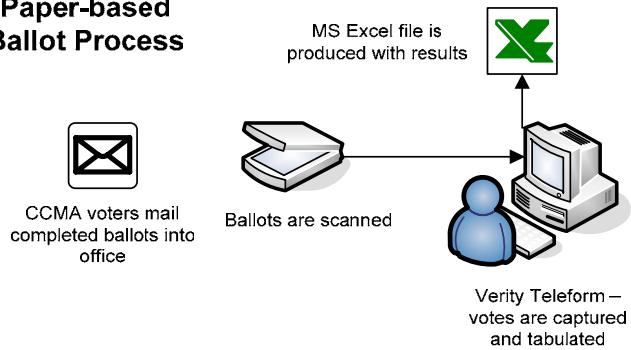 Paper-based
Ballot Process
MS Excel file is
produced with results
CCMA voters mail
completed ballots into
office
Ballots are scanned
Verity Teleform –
votes are captured
and tabulated